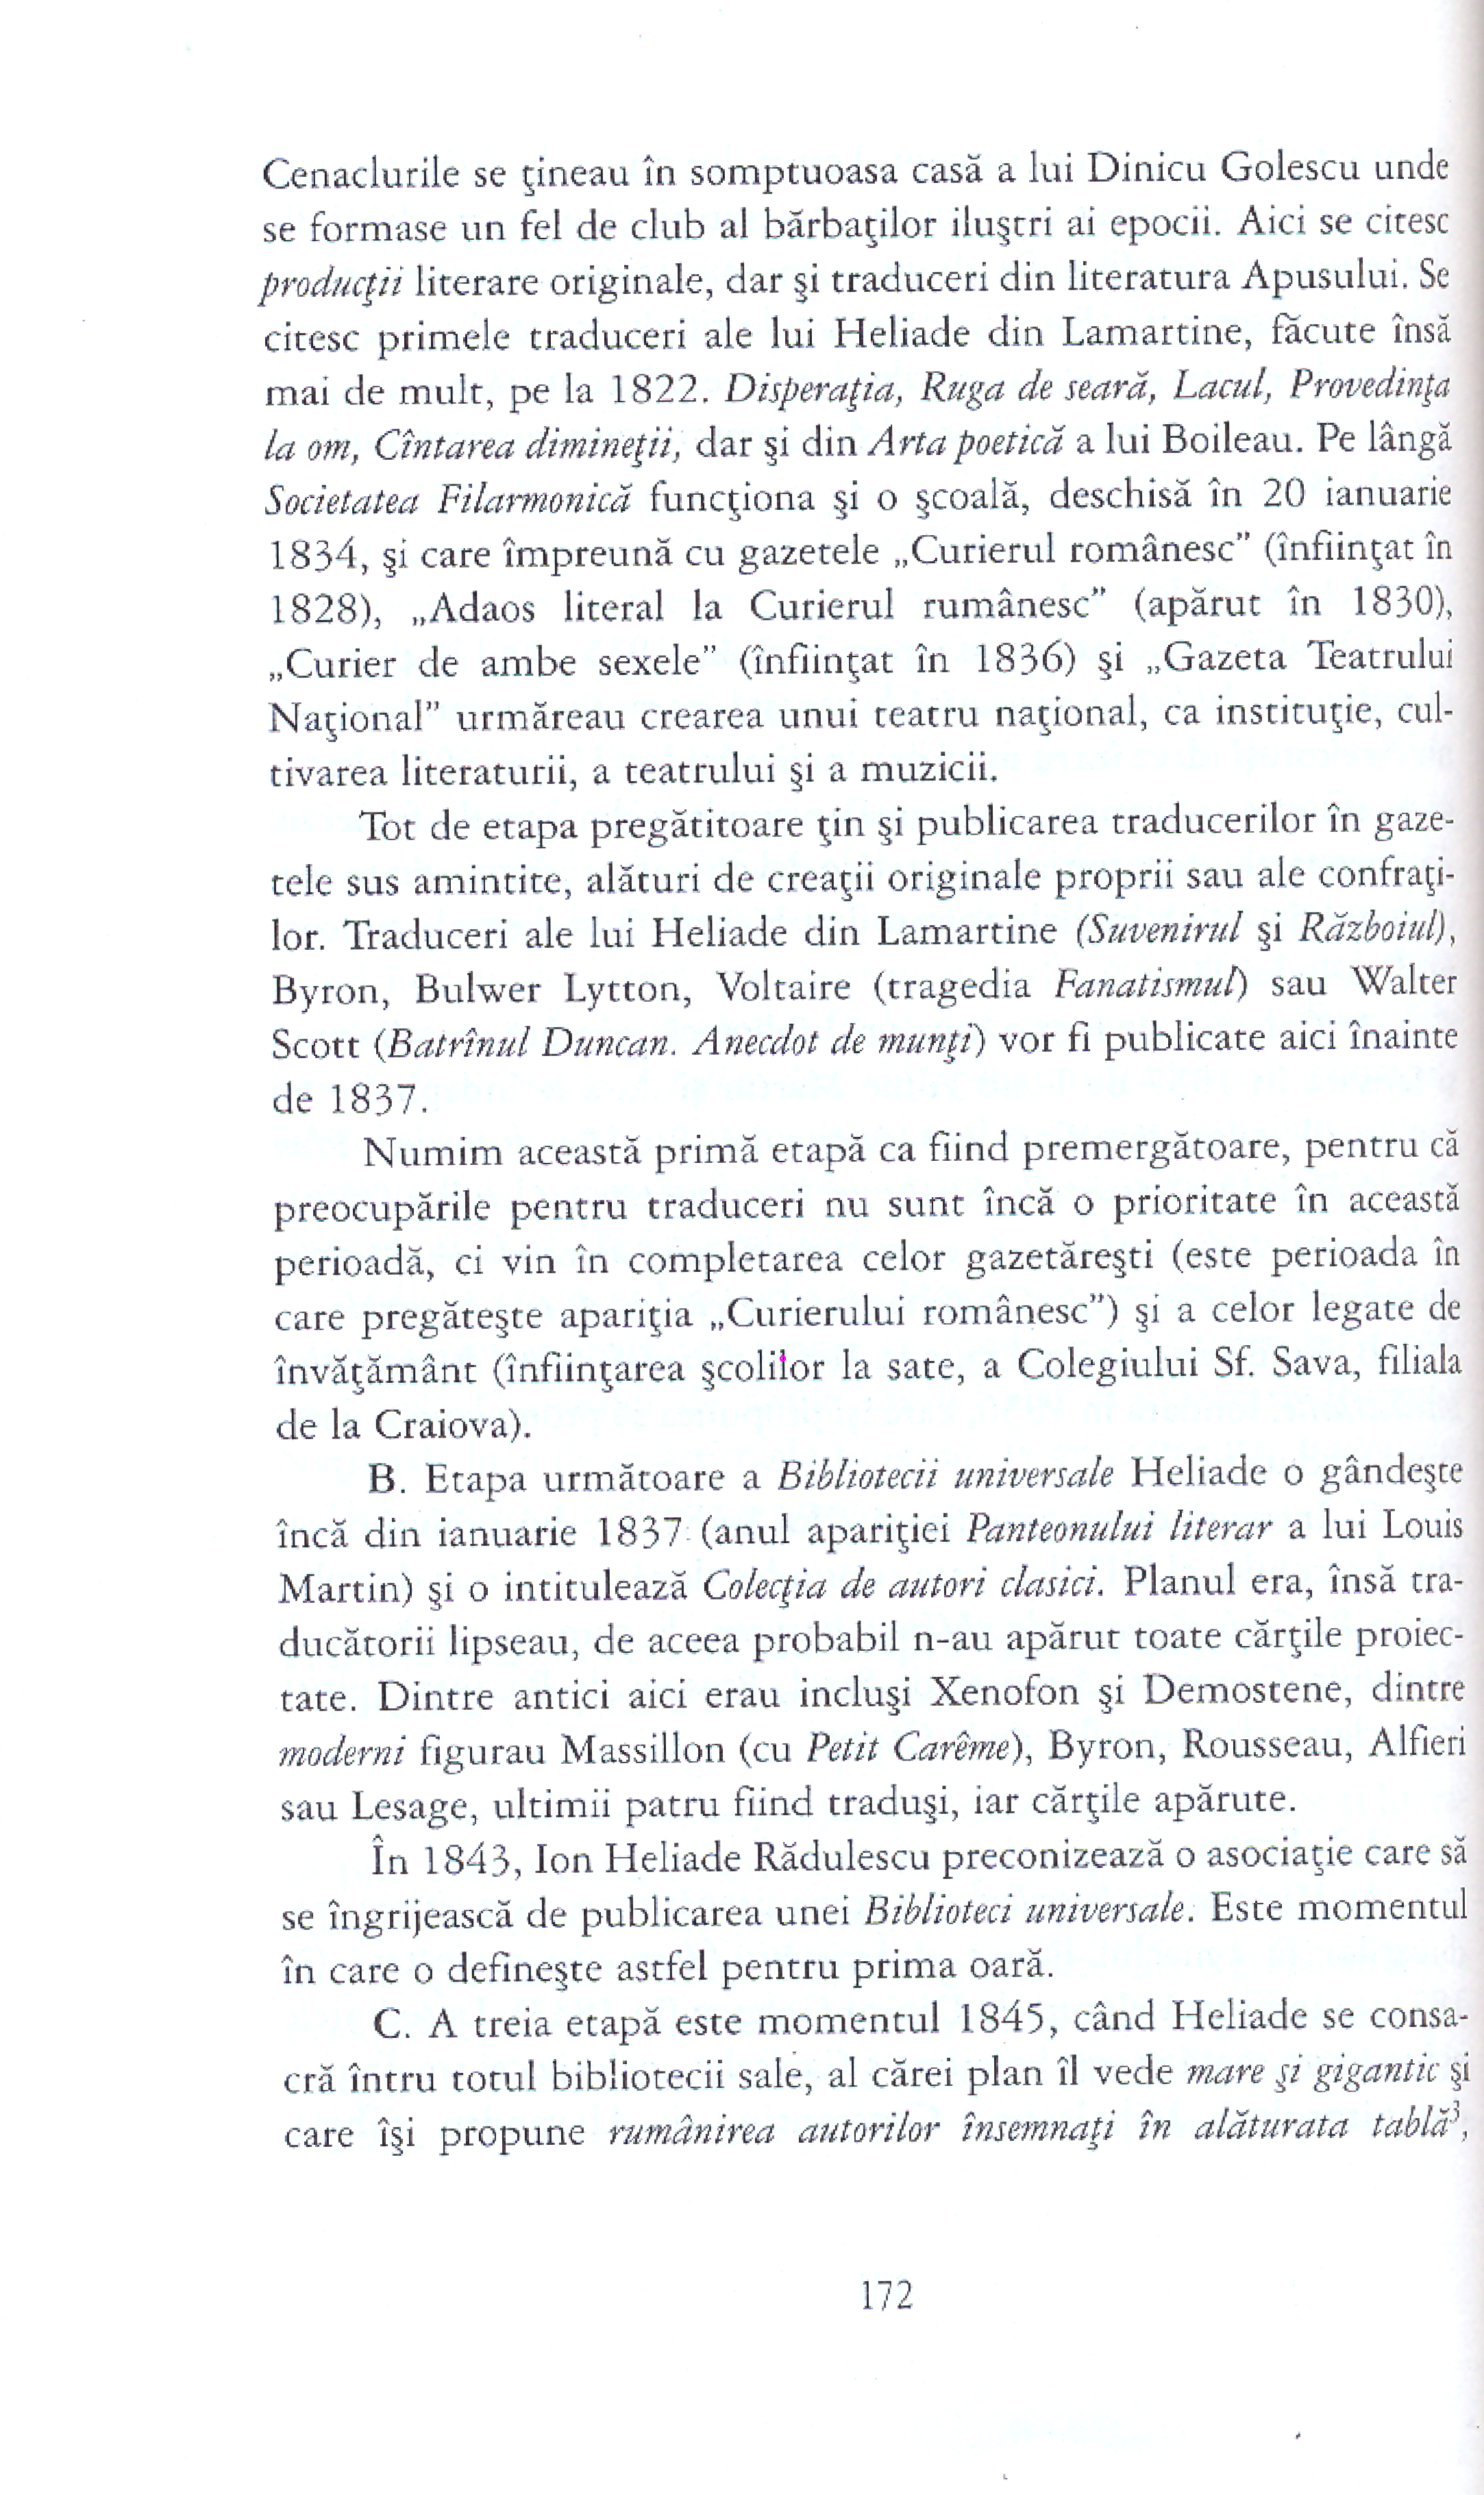 Cenaclurile se ţineau în somptuoasa casă a lui Dinicu Golescu unde
se formase un fel de club al bărbaţilor iluştri ai epocii. Aici se citesc
producţii literare originale, dar şi traduceri din literatura Apusului. Se
citesc primele traduceri ale lui Heliade din Lamartine, făcute însă
mai de mult, pe la 1822. Disperaţia, Ruga de seară, Lacul, Provedinţa
la om, Cîntarea dimineţii, dar şi din Arta poetică a lui Boileau. Pe lângă
Societatea Filarmonică funcţiona şi o şcoală, deschisă în 20 ianuarie
1834, şi care împreună cu gazetele „Curierul românesc” (înfiinţat în
1828), „Adaos literal la Curierul rumânesc” (apărut în 1830),
„Curier de ambe sexele” (înfiinţat în 1836) şi „Gazeta Teatrului
Naţional” urmăreau crearea unui teatru naţional, ca instituţie, cul-
tivarea literaturii, a teatrului şi a muzicii.
Tot de etapa pregătitoare ţin şi publicarea traducerilor în gaze-
tele sus amintite, alături de creaţii originale proprii sau ale confraţi-
lor. Traduceri ale lui Heliade din Lamartine (Suvenirul şi Războiul),
Byron, Bulwer Lytton, Voltaire (tragedia Fanatismul) sau Walter
Scott (Batrînul Duncan. Anecdot de munţi) vor fi publicate aici înainte
de 1837.
Numim această primă etapă ca fiind premergătoare, pentru că
preocupările pentru traduceri nu sunt încă o prioritate în această
perioadă, ci vin în completarea celor gazetăreşti (este perioada în
care pregăteşte apariţia „Curierului românesc”) şi a celor legate de
învăţământ (înfiinţarea şcolilor la sate, a Colegiului Sf. Sava, filiala
de la Craiova).
B. Etapa următoare a Bibliotecii universale Heliade o gândeşte
încă din ianuarie 1837 (anul apariţiei Panteonului literar a lui Louis
Martin) şi o intitulează Colecţia de autori clasici. Planul era, însă tra-
ducătorii lipseau, de aceea probabil n-au apărut toate cărţile proiec-
tate. Dintre antici aici erau incluşi Xenofon şi Demostene, dintre
moderni figurau Massillon (cu Petit Carême), Byron, Rousseau, Alfieri
sau Lesage, ultimii patru fiind traduşi, iar cărţile apărute.
În 1843, Ion Heliade Rădulescu preconizează o asociaţie care să
se îngrijească de publicarea unei Biblioteci universale. Este momentul
în care o defineşte astfel pentru prima oară.
C. A treia etapă este momentul 1845, când Heliade se consa-
cră întru totul bibliotecii sale, al cărei plan îl vede mare şi gigantic şi
care îşi propune rumânirea autorilor însemnaţi în alăturata tablă³,
172